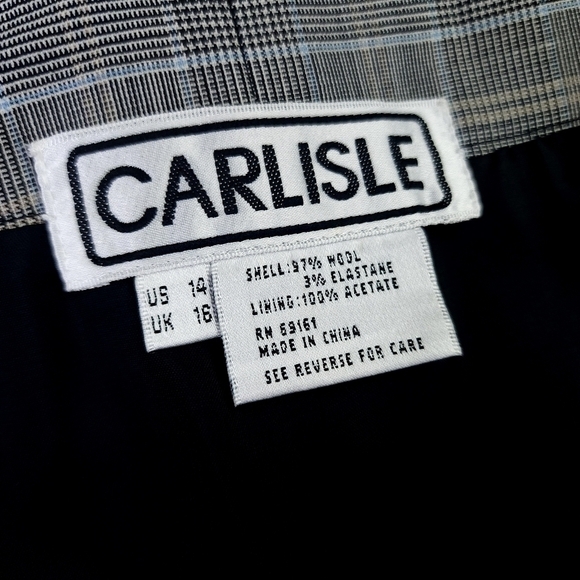 CARLISLE
US 14
UK 16
SHELL:97% WOOL
3% ELASTANE
LINING:100% ACETATE
RN 69161
MADE IN CHINA
SEE REVERSE FOR CARE